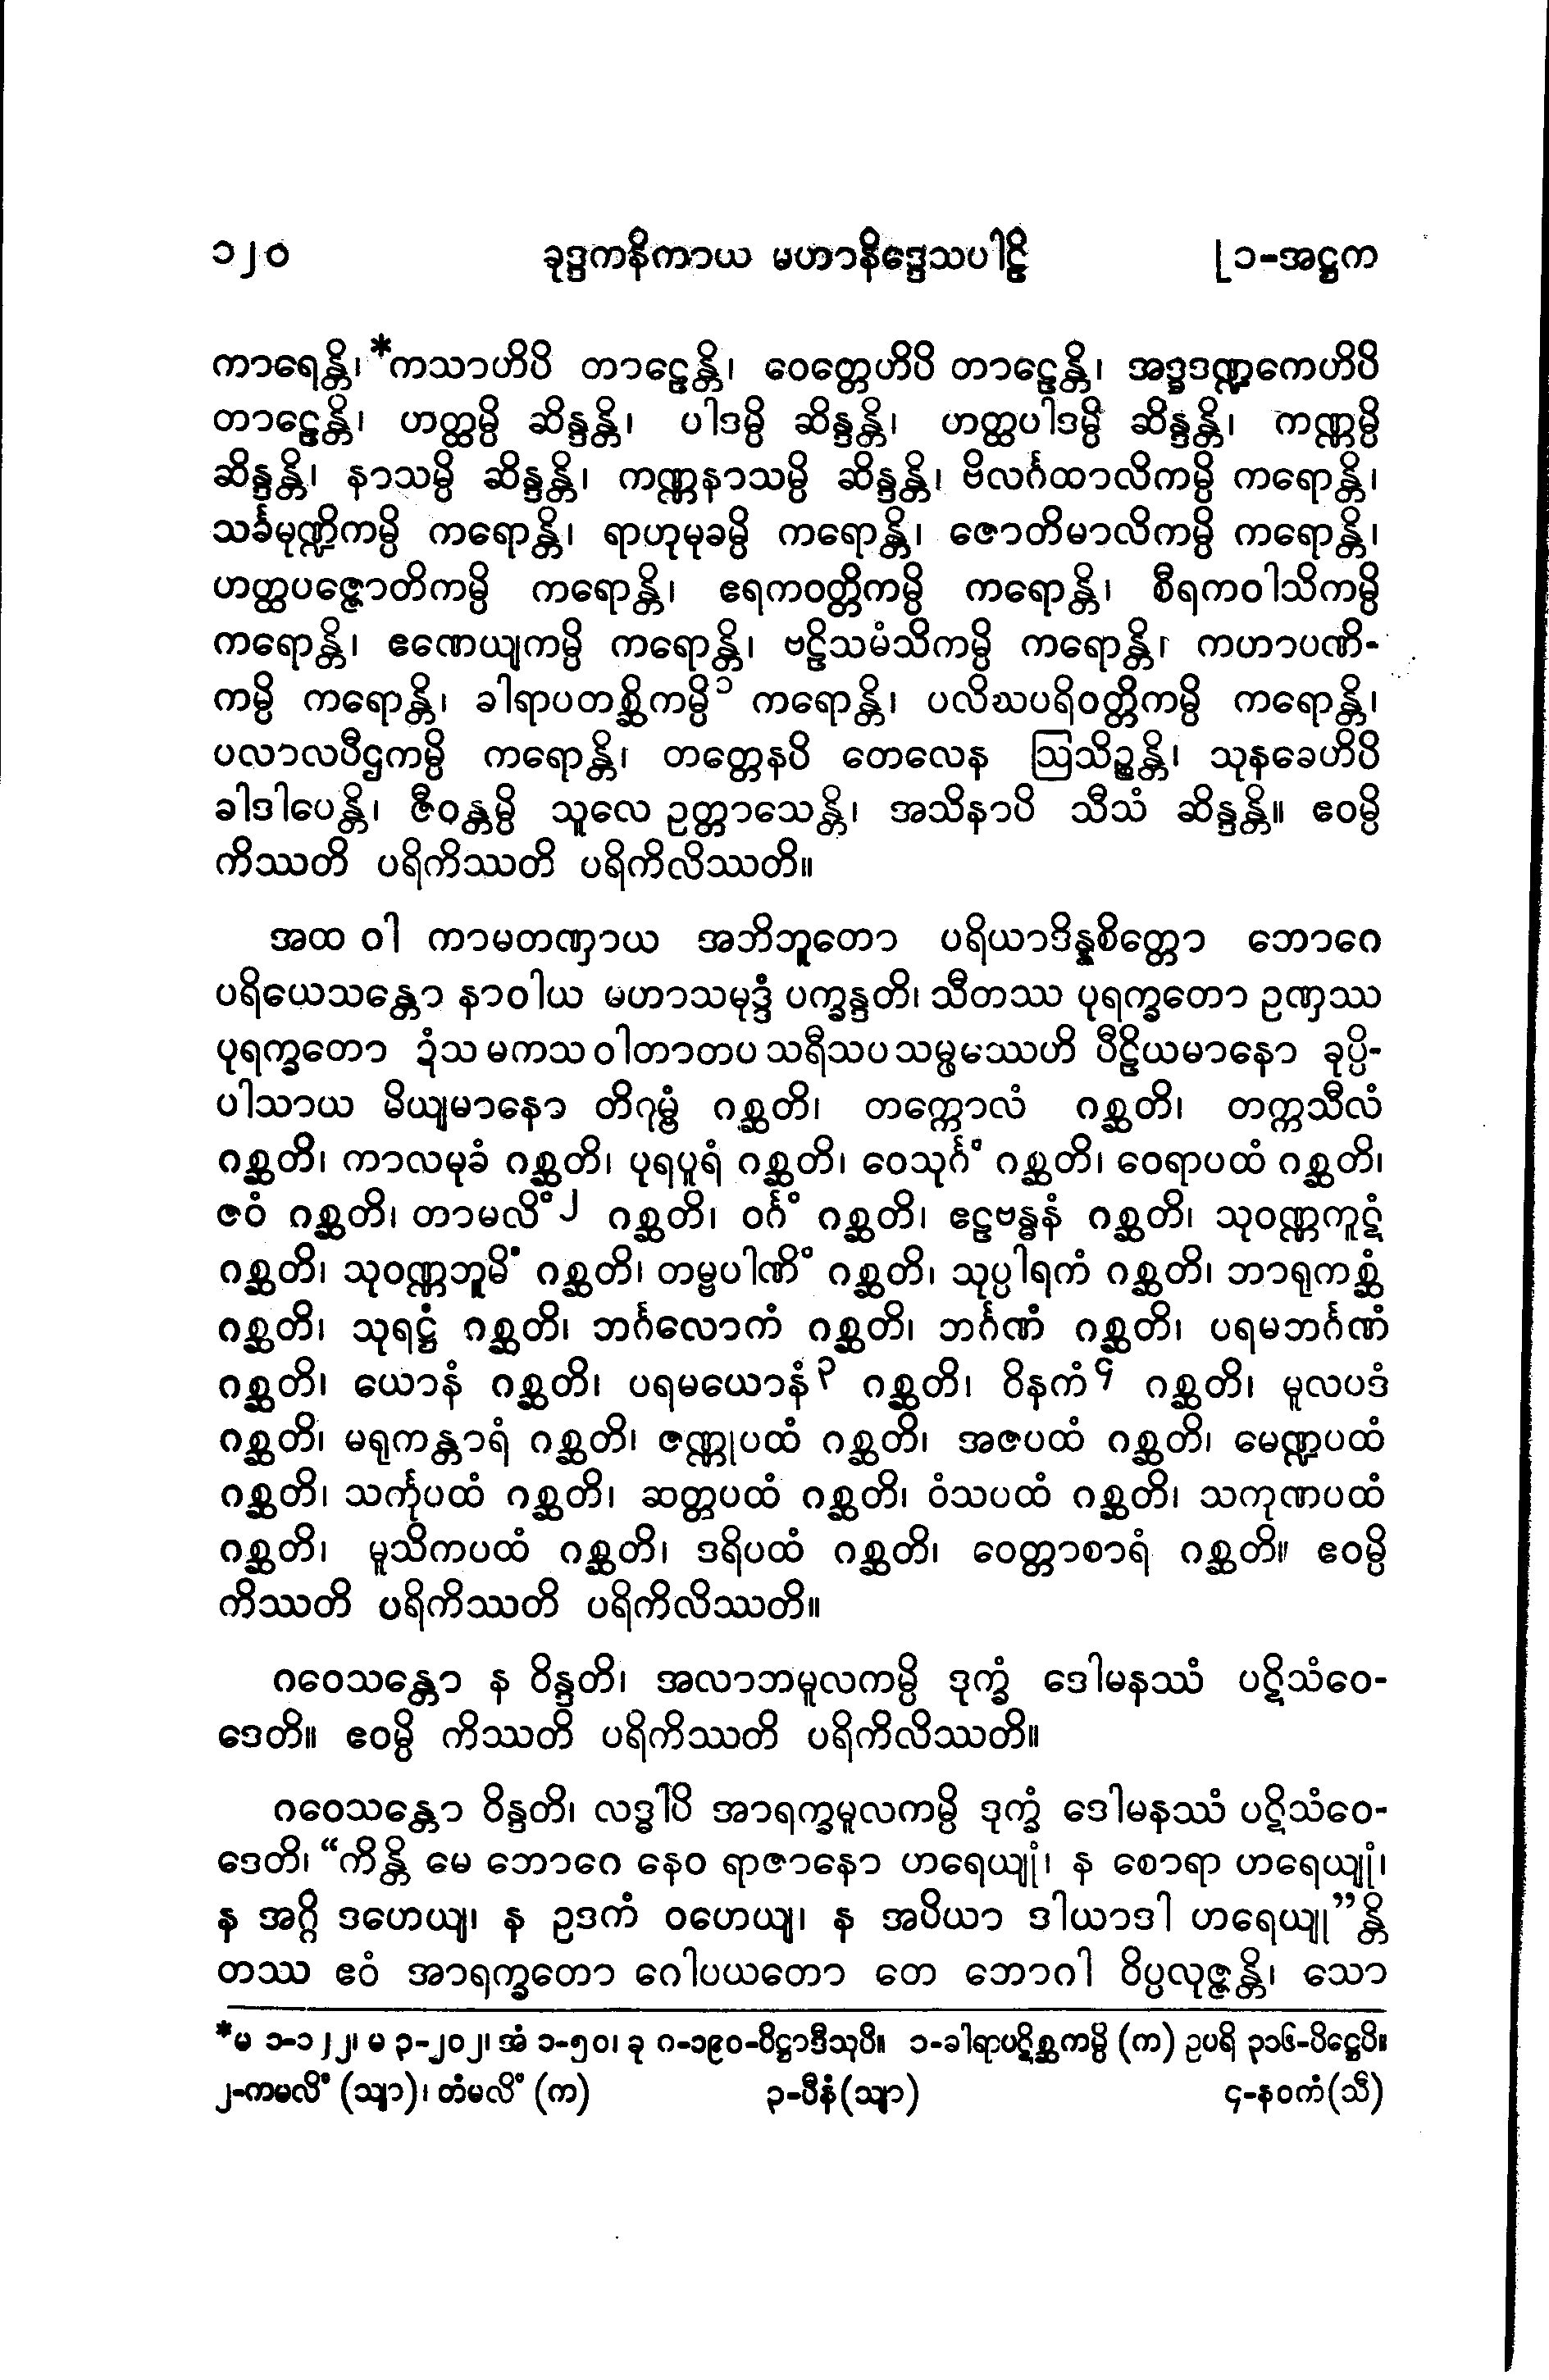 ၁၂၀ ခုဒ္ဒကနိကာယ မဟာနိဒ္ဒေသပါဠိ [၁-အဋ္ဌက
ကာရေန္တိ၊ *ကသာဟိပိ တာဠေန္တိ၊ ဝေတ္တေဟိပိ တာဠေန္တိ၊ အဒ္ဓဒဏ္ဍကေဟိပိ
တာဠေန္တိ၊ ဟတ္ထမ္ပိ ဆိန္ဒန္တိ၊ ပါဒမ္ပိ ဆိန္ဒန္တိ၊ ဟတ္ထပါဒမ္ပိ ဆိန္ဒန္တိ၊ ကဏ္ဏမ္ပိ
ဆိန္ဒန္တိ၊ နာသမ္ပိ ဆိန္ဒန္တိ၊ ကဏ္ဏနာသမ္ပိ ဆိန္ဒန္တိ၊ ဗိလင်္ဂထာလိကမ္ပိ ကရောန္တိ၊
သင်္ခမုဏ္ဍိကမ္ပိ ကရောန္တိ၊ ရာဟုမုခမ္ပိ ကရောန္တိ၊ ဇောတိမာလိကမ္ပိ ကရောန္တိ၊
ဟတ္ထပဇ္ဇောတိကမ္ပိ ကရောန္တိ၊ ဧရကဝတ္တိကမ္ပိ ကရောန္တိ၊ စီရကဝါသိကမ္ပိ
ကရောန္တိ၊ ဧဏေယျကမ္ပိ ကရောန္တိ၊ ဗဠိသမံသိကမ္ပိ ကရောန္တိ၊ ကဟာပဏိ-
ကမ္ပိ ကရောန္တိ၊ ခါရာပတစ္ဆိကမ္ပိ၁ ကရောန္တိ၊ ပလိဃပရိဝတ္တိကမ္ပိ ကရောန္တိ၊
ပလာလပီဌကမ္ပိ ကရောန္တိ၊ တတ္တေနပိ တေလေန ဩသိဉ္စန္တိ၊ သုနခေဟိပိ
ခါဒါပေန္တိ၊ ဇီဝန္တမ္ပိ သူလေ ဥတ္တာသေန္တိ၊ အသိနာပိ သီသံ ဆိန္ဒန္တိ။ ဧဝမ္ပိ
ကိဿတိ ပရိကိဿတိ ပရိကိလိဿတိ။
အထ ဝါ ကာမတဏှာယ အဘိဘူတော ပရိယာဒိန္နစိတ္တော ဘောဂေ
ပရိယေသန္တော နာဝါယ မဟာသမုဒ္ဒံ ပက္ခန္ဒတိ၊ သီတဿ ပုရက္ခတော ဥဏှဿ
ပုရက္ခတော ဍံသ မကသ ဝါတာတပ သရီသပ သမ္ဖဿေဟိ ပီဠိယမာနော ခုပ္ပိ-
ပါသာယ မိယျမာနော တိဂုမ္ဗံ ဂစ္ဆတိ၊ တက္ကောလံ ဂစ္ဆတိ၊ တက္ကသီလံ
ဂစ္ဆတိ၊ ကာလမုခံ ဂစ္ဆတိ၊ ပုရပူရံ ဂစ္ဆတိ၊ ဝေသုင်္ဂံ ဂစ္ဆတိ၊ ဝေရာပထံ ဂစ္ဆတိ၊
ဇဝံ ဂစ္ဆတိ၊ တာမလိံ၂ ဂစ္ဆတိ၊ ဝင်္ဂံ ဂစ္ဆတိ၊ ဧဠဗန္ဓနံ ဂစ္ဆတိ၊ သုဝဏ္ဏကူဋံ
ဂစ္ဆတိ၊ သုဝဏ္ဏဘူမိံ ဂစ္ဆတိ၊ တမ္ဗပါဏိံ ဂစ္ဆတိ၊ သုပ္ပါရကံ ဂစ္ဆတိ၊ ဘာရုကစ္ဆံ
ဂစ္ဆတိ၊ သုရဋ္ဌံ ဂစ္ဆတိ၊ ဘင်္ဂလောကံ ဂစ္ဆတိ၊ ဘင်္ဂဏံ ဂစ္ဆတိ၊ ပရမဘင်္ဂဏံ
ဂစ္ဆတိ၊ ယောနံ ဂစ္ဆတိ၊ ပရမယောနံ၃ ဂစ္ဆတိ၊ ဝိနကံ၄ ဂစ္ဆတိ၊ မူလပဒံ
ဂစ္ဆတိ၊ မရုကန္တာရံ ဂစ္ဆတိ၊ ဇဏ္ဏုပထံ ဂစ္ဆတိ၊ အဇပထံ ဂစ္ဆတိ၊ မေဏ္ဍပထံ
ဂစ္ဆတိ၊ သင်္ကုပထံ ဂစ္ဆတိ၊ ဆတ္တပထံ ဂစ္ဆတိ၊ ဝံသပထံ ဂစ္ဆတိ၊ သကုဏပထံ
ဂစ္ဆတိ၊ မူသိကပထံ ဂစ္ဆတိ၊ ဒရိပထံ ဂစ္ဆတိ၊ ဝေတ္တာစာရံ ဂစ္ဆတိ။ ဧဝမ္ပိ
ကိဿတိ ပရိကိဿတိ ပရိကိလိဿတိ။
ဂဝေသန္တော န ဝိန္ဒတိ၊ အလာဘမူလကမ္ပိ ဒုက္ခံ ဒေါမနဿံ ပဋိသံဝေ-
ဒေတိ။ ဧဝမ္ပိ ကိဿတိ ပရိကိဿတိ ပရိကိလိဿတိ။
ဂဝေသန္တော ဝိန္ဒတိ၊ လဒ္ဓါပိ အာရက္ခမူလကမ္ပိ ဒုက္ခံ ဒေါမနဿံ ပဋိသံဝေ-
ဒေတိ၊ “ကိန္တိ မေ ဘောဂေ နေဝ ရာဇာနော ဟရေယျုံ၊ န စောရာ ဟရေယျုံ၊
န အဂ္ဂိ ဒဟေယျ၊ န ဥဒကံ ဝဟေယျ၊ န အပိယာ ဒါယာဒါ ဟရေယျု”န္တိ
တဿ ဧဝံ အာရက္ခတော ဂေါပယတော တေ ဘောဂါ ဝိပ္ပလုဇ္ဇန္တိ၊ သော
*မ ၁-၁၂၂၊ မ ၃-၂၀၂၊ အံ ၁-၅၀၊ ခု ဂ-၁၉၀-ပိဋ္ဌာဒီသုပိ။ ၁-ခါရာပဋိစ္ဆကမ္ပိ (က) ဥပရိ ၃၁၆-ပိဋ္ဌေပိ။
၂-ကမလိံ (သျာ)၊ တံမလိံ (က) ၃-ပီနံ(သျာ) ၄-နဝကံ(သီ)